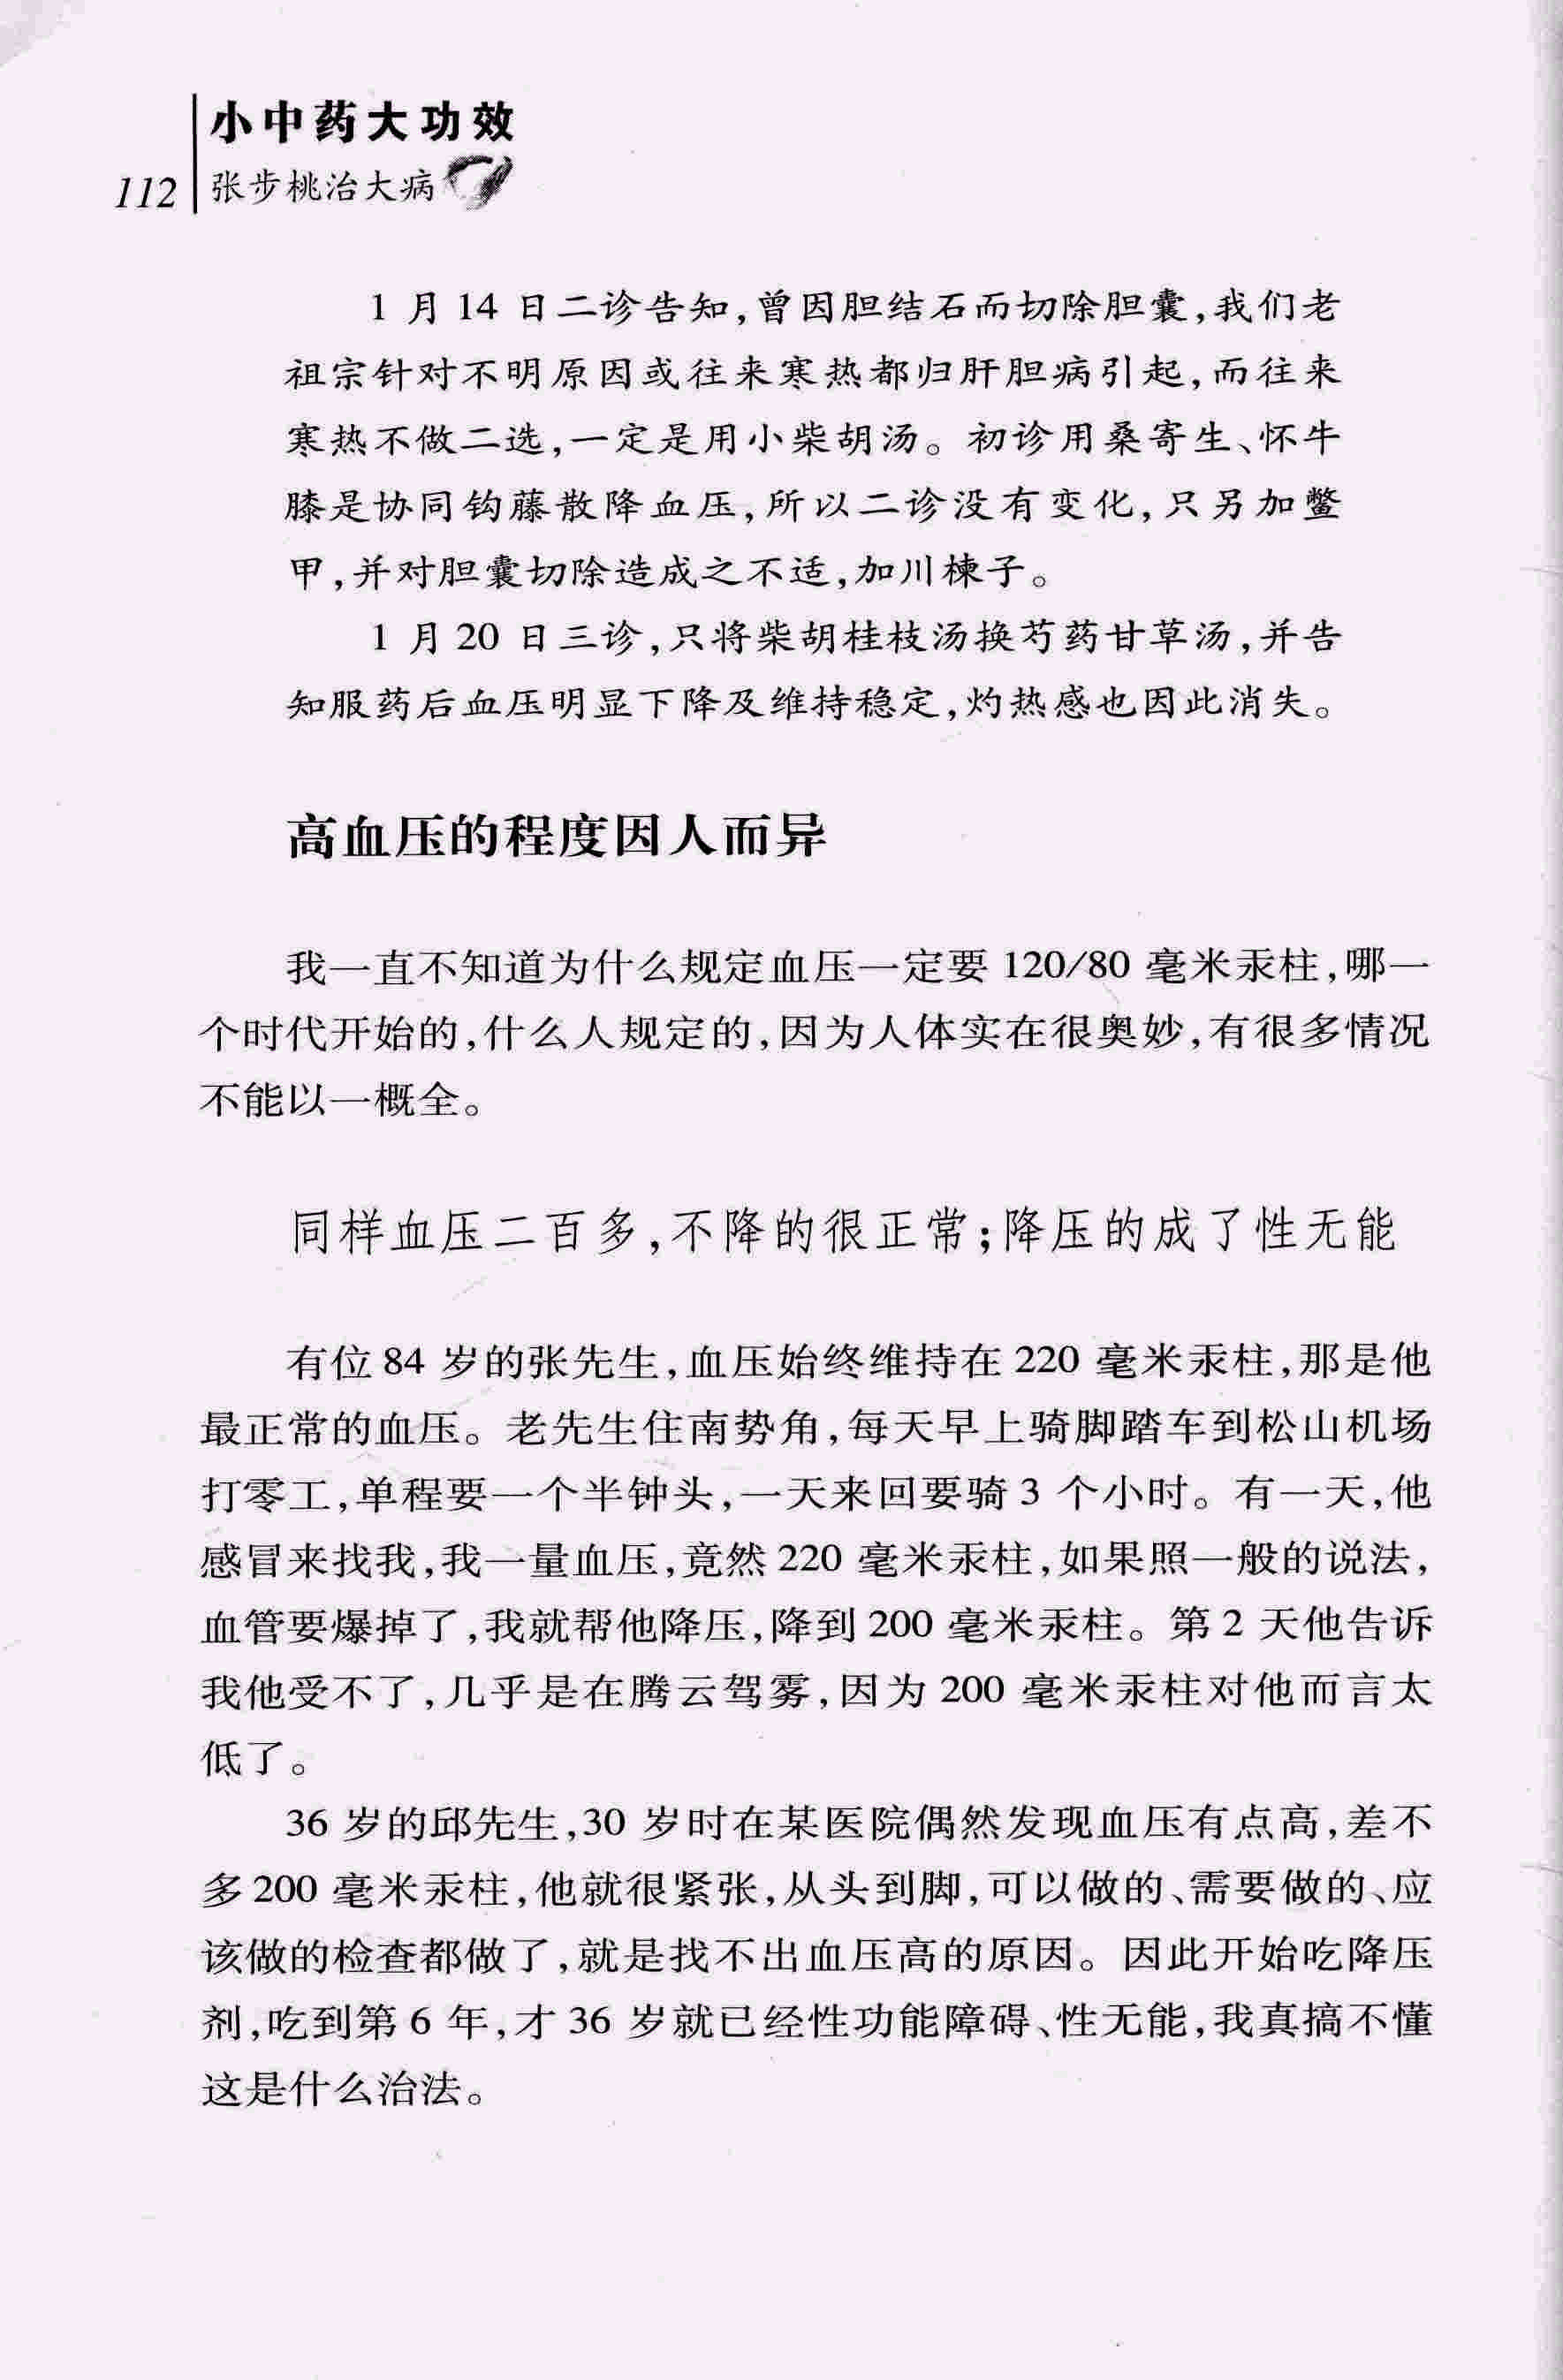 小中药大功效
112 张步桃治大病
1 月 14 日二诊告知,曾因胆结石而切除胆囊,我们老
祖宗针对不明原因或往来寒热都归肝胆病引起,而往来
寒热不做二选,一定是用小柴胡汤。初诊用桑寄生、怀牛
膝是协同钩藤散降血压,所以二诊没有变化,只另加鳖
甲,并对胆囊切除造成之不适,加川楝子。
1 月 20 日三诊,只将柴胡桂枝汤换芍药甘草汤,并告
知服药后血压明显下降及维持稳定,灼热感也因此消失。
高血压的程度因人而异
我一直不知道为什么规定血压一定要 120/80 毫米汞柱,哪一
个时代开始的,什么人规定的,因为人体实在很奥妙,有很多情况
不能以一概全。
同样血压二百多,不降的很正常;降压的成了性无能
有位 84 岁的张先生,血压始终维持在 220 毫米汞柱,那是他
最正常的血压。老先生住南势角,每天早上骑脚踏车到松山机场
打零工,单程要一个半钟头,一天来回要骑 3 个小时。有一天,他
感冒来找我,我一量血压,竟然 220 毫米汞柱,如果照一般的说法,
血管要爆掉了,我就帮他降压,降到 200 毫米汞柱。第 2 天他告诉
我他受不了,几乎是在腾云驾雾,因为 200 毫米汞柱对他而言太
低了。
36 岁的邱先生,30 岁时在某医院偶然发现血压有点高,差不
多 200 毫米汞柱,他就很紧张,从头到脚,可以做的、需要做的、应
该做的检查都做了,就是找不出血压高的原因。因此开始吃降压
剂,吃到第 6 年,才 36 岁就已经性功能障碍、性无能,我真搞不懂
这是什么治法。